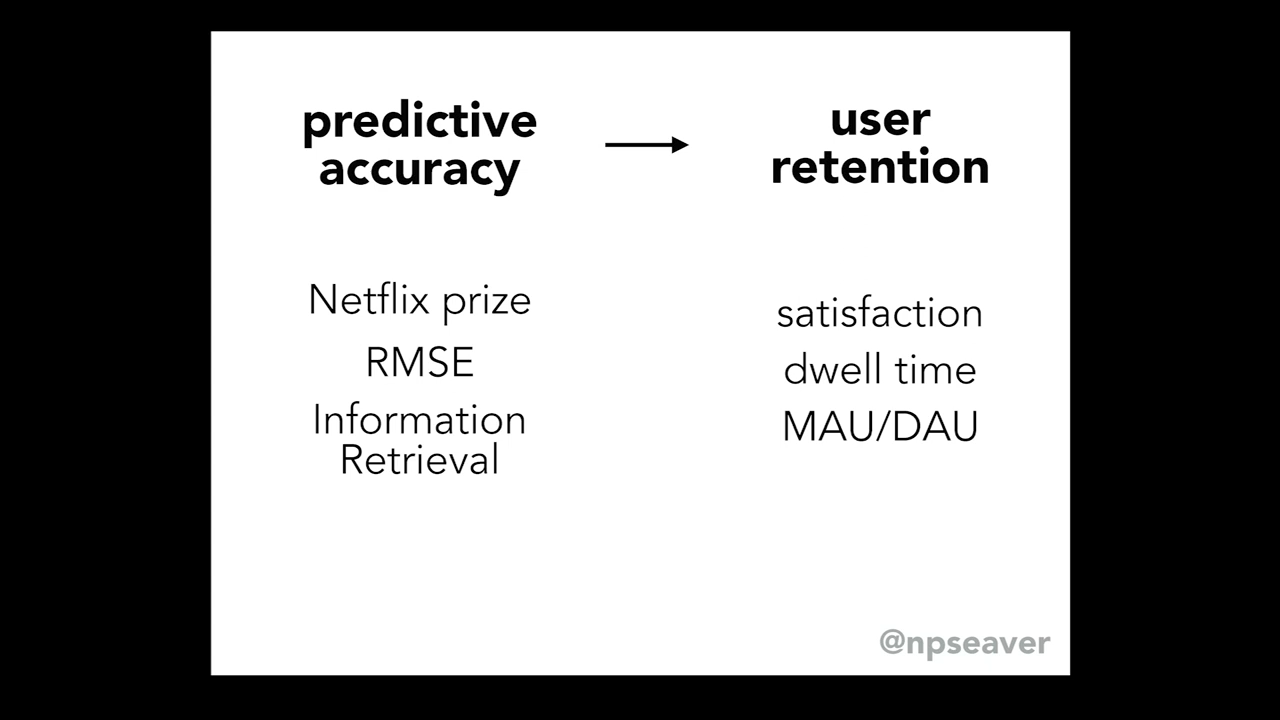 predictive
accuracy
user
retention
Netflix prize
RMSE
Information
Retrieval
satisfaction
dwell time
MAU/DAU
@npseaver